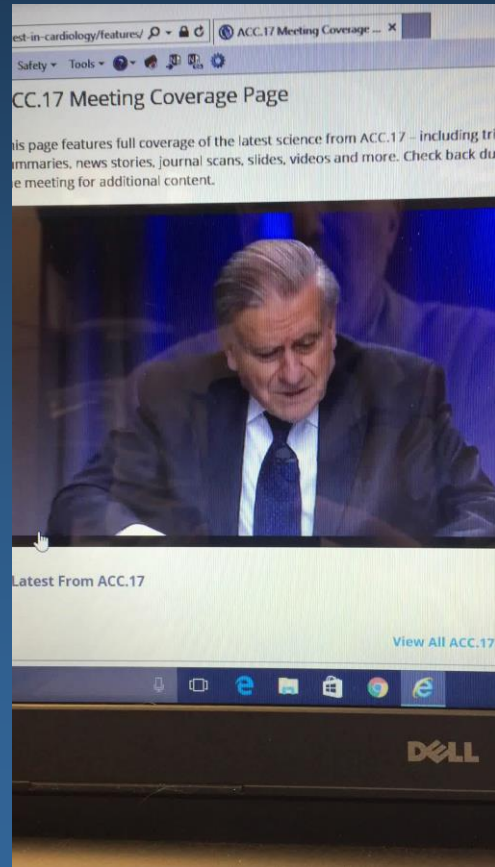 est-in-cardiology/features/ ACC.17 Meeting Coverage ... ×
Safety Tools
CC.17 Meeting Coverage Page
is page features full coverage of the latest science from ACC.17 – including tri
mmaries, news stories, journal scans, slides, videos and more. Check back du
e meeting for additional content.
Latest From ACC.17
View All ACC.17
DELL